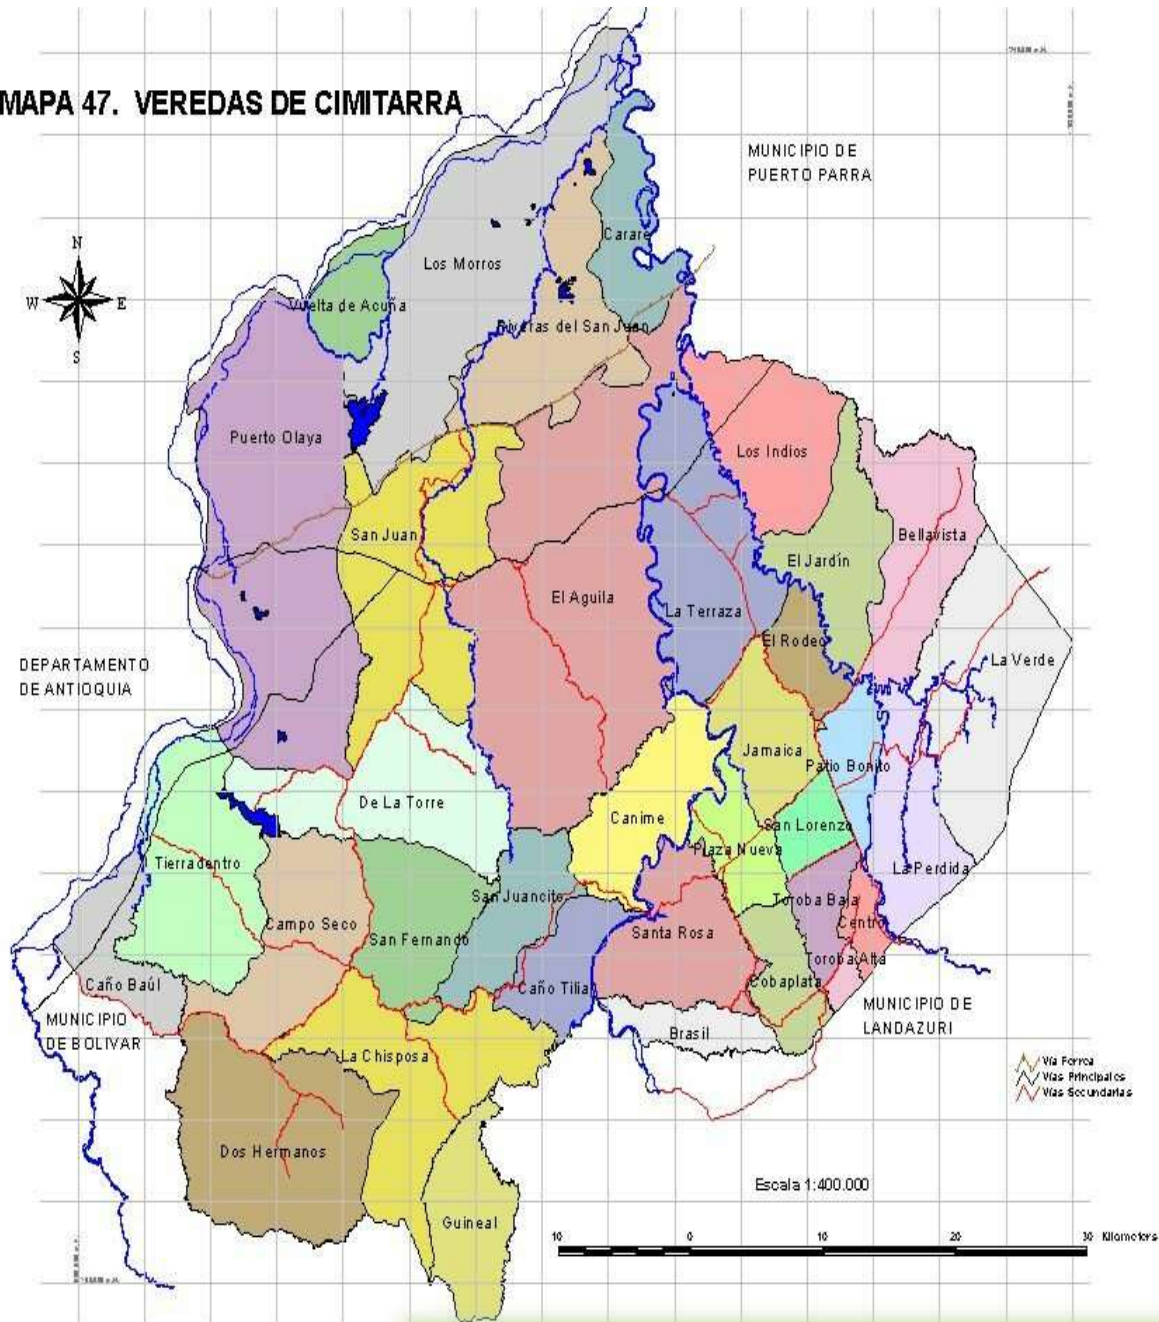 MAPA 47. VEREDAS DE CIMITARRA
MUNICIPIO DE
PUERTO PARRA
N
W E
S
Carare
Los Morros
Vuelta de Acuña
Riveras del San Juan
Puerto Olaya
Los Indios
San Juan
Bellavista
El Jardín
El Aguila
La Terraza
El Rodeo
La Verde
DEPARTAMENTO
DE ANTIOQUIA
Jamaica
Patio Bonito
De La Torre
Canime
San Lorenzo
Plaza Nueva
Tierradentro
La Perdida
San Juancito
Toroba Baja
Campo Seco
Centro
San Fernando
Santa Rosa
Toroba Alta
Caño Baúl
Caño Tilia
Cobaplata
MUNICIPIO
DE BOLIVAR
MUNICIPIO DE
LANDAZURI
Brasil
La Chisposa
Vía Ferrea
Vías Principales
Vías Secundarias
Dos Hermanos
Escala 1:400.000
Guineal
10 0 10 20 30 Kilometers